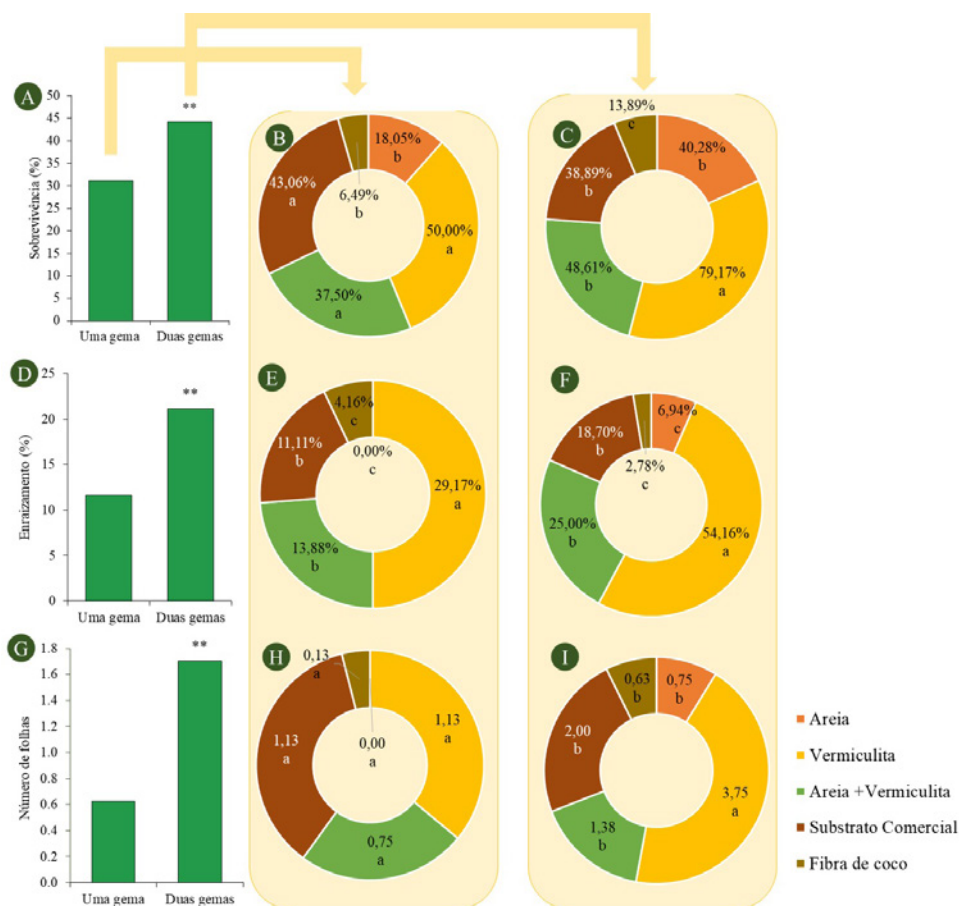 A
Sobrevivência (%)
50
45
40
35
30
25
20
15
10
5
0
**
Uma gema
Duas gemas
B
18,05%
b
50,00%
a
37,50%
a
43,06%
a
6,49%
b
C
40,28%
b
79,17%
a
48,61%
b
38,89%
b
13,89%
c
D
Enraizamento (%)
25
20
15
10
5
0
**
Uma gema
Duas gemas
E
0,00%
c
29,17%
a
13,88%
b
11,11%
b
4,16%
c
F
6,94%
c
54,16%
a
25,00%
b
18,70%
b
2,78%
c
G
Número de folhas
1.8
1.6
1.4
1.2
1.0
0.8
0.6
0.4
0.2
0.0
**
Uma gema
Duas gemas
H
0,00
a
1,13
a
0,75
a
1,13
a
0,13
a
I
0,75
b
3,75
a
1,38
b
2,00
b
0,63
b
Areia
Vermiculita
Areia +Vermiculita
Substrato Comercial
Fibra de coco